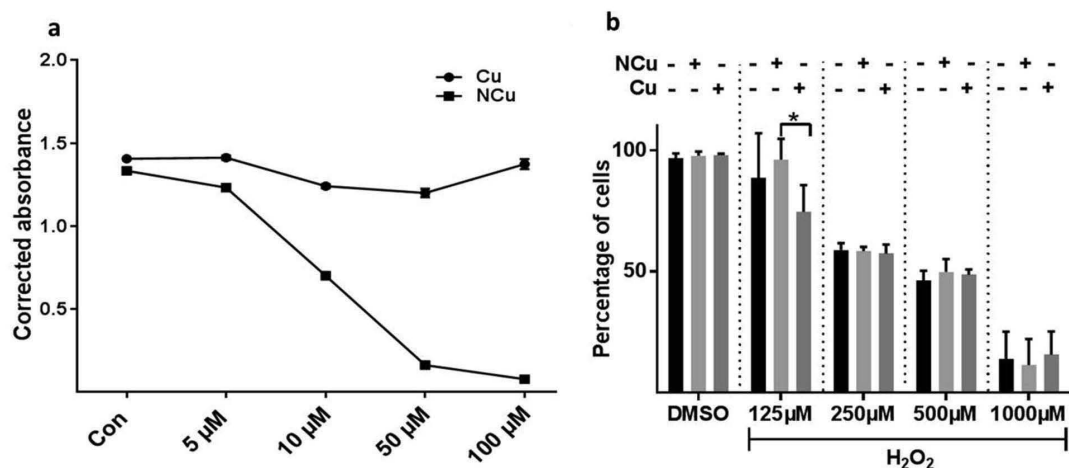 a
2.0
1.5
1.0
0.5
Corrected absorbance
Cu
NCu
Con
5 µM
10 µM
50 µM
100 µM
b
NCu - + - - + - - + - - + - - + -
Cu - - + - - + - - + - - + - - +
*
100
50
Percentage of cells
DMSO 125µM 250µM 500µM 1000µM
H₂O₂